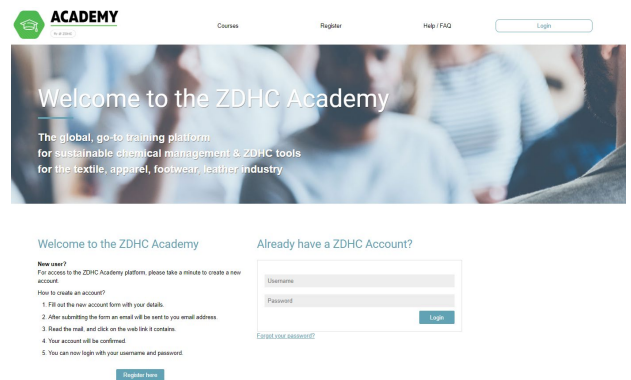 ACADEMY
Courses
Register
Help / FAQ
Login
Welcome to the ZDHC Academy
The global, go-to training platform
for sustainable chemical management & ZDHC tools
for the textile, apparel, footwear, leather industry
Welcome to the ZDHC Academy
New user?
For access to the ZDHC Academy platform, please take a minute to create a new
account.
How to create an account?
1. Fill out the new account form with your details.
2. After submitting the form an email will be sent to you email address.
3. Read the mail, and click on the web link it contains.
4. Your account will be confirmed.
5. You can now login with your username and password.
Register here
Already have a ZDHC Account?
Username
Password
Login
Forgot your password?